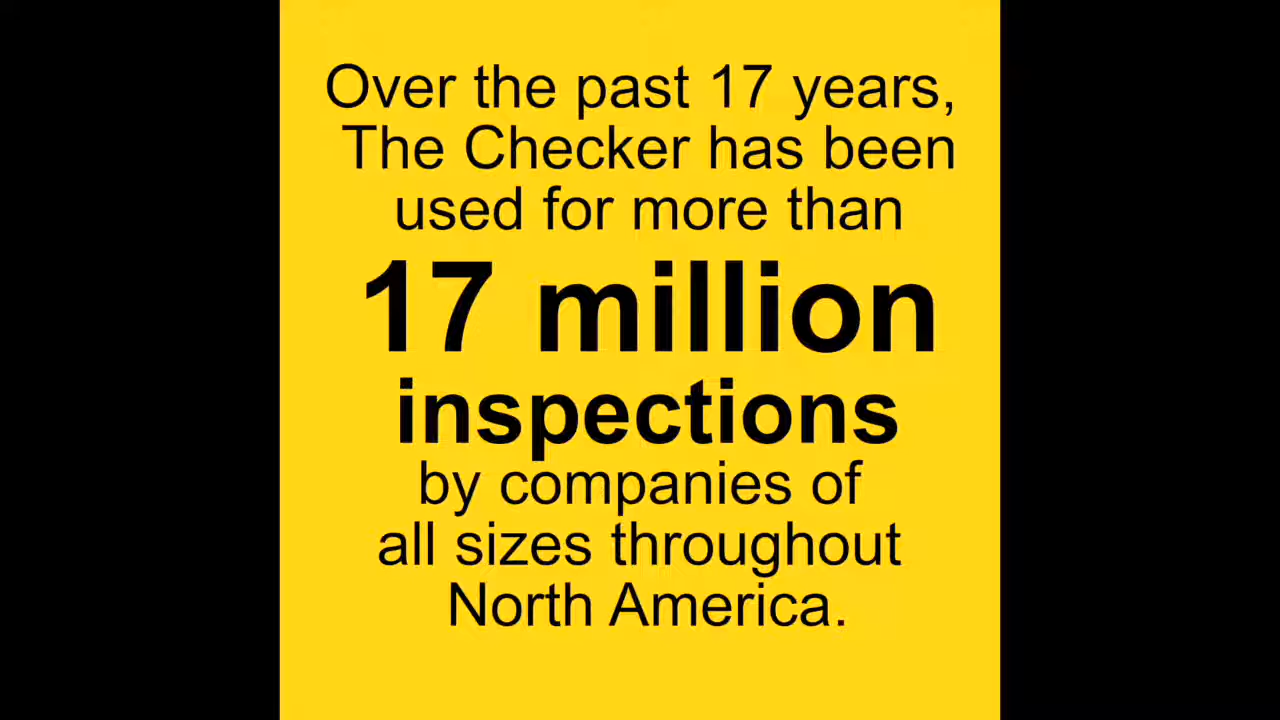 Over the past 17 years,
The Checker has been
used for more than
17 million
inspections
by companies of
all sizes throughout
North America.